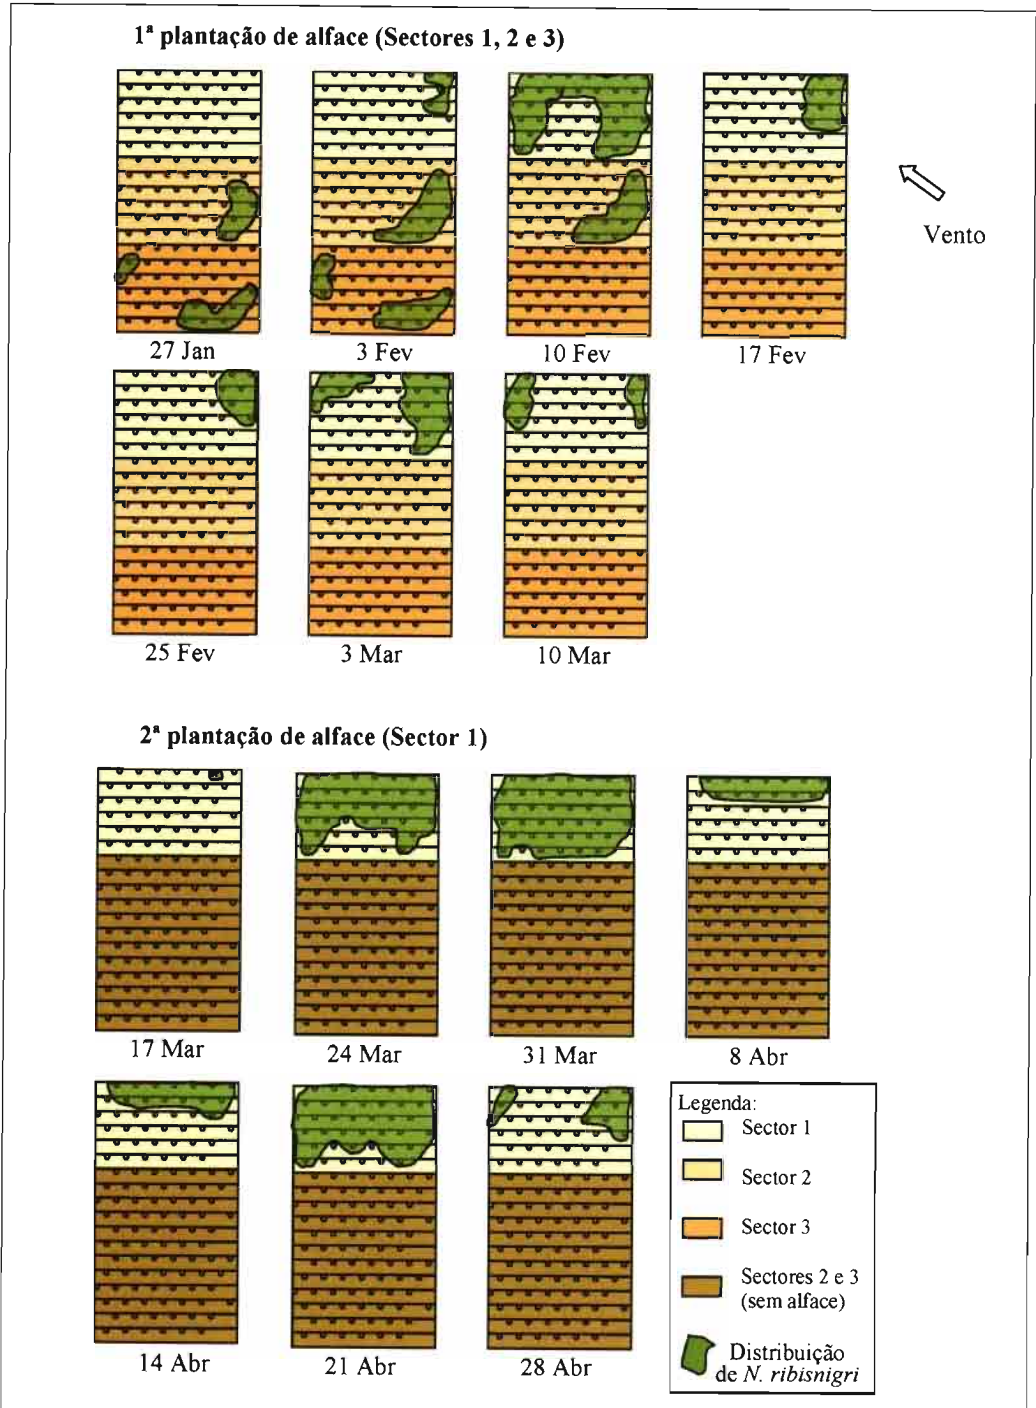 1ª plantação de alface (Sectores 1, 2 e 3)
27 Jan
3 Fev
10 Fev
17 Fev
Vento
25 Fev
3 Mar
10 Mar
2ª plantação de alface (Sector 1)
17 Mar
24 Mar
31 Mar
8 Abr
14 Abr
21 Abr
28 Abr
Legenda:
Sector 1
Sector 2
Sector 3
Sectores 2 e 3
(sem alface)
Distribuição
de N. ribisnigri